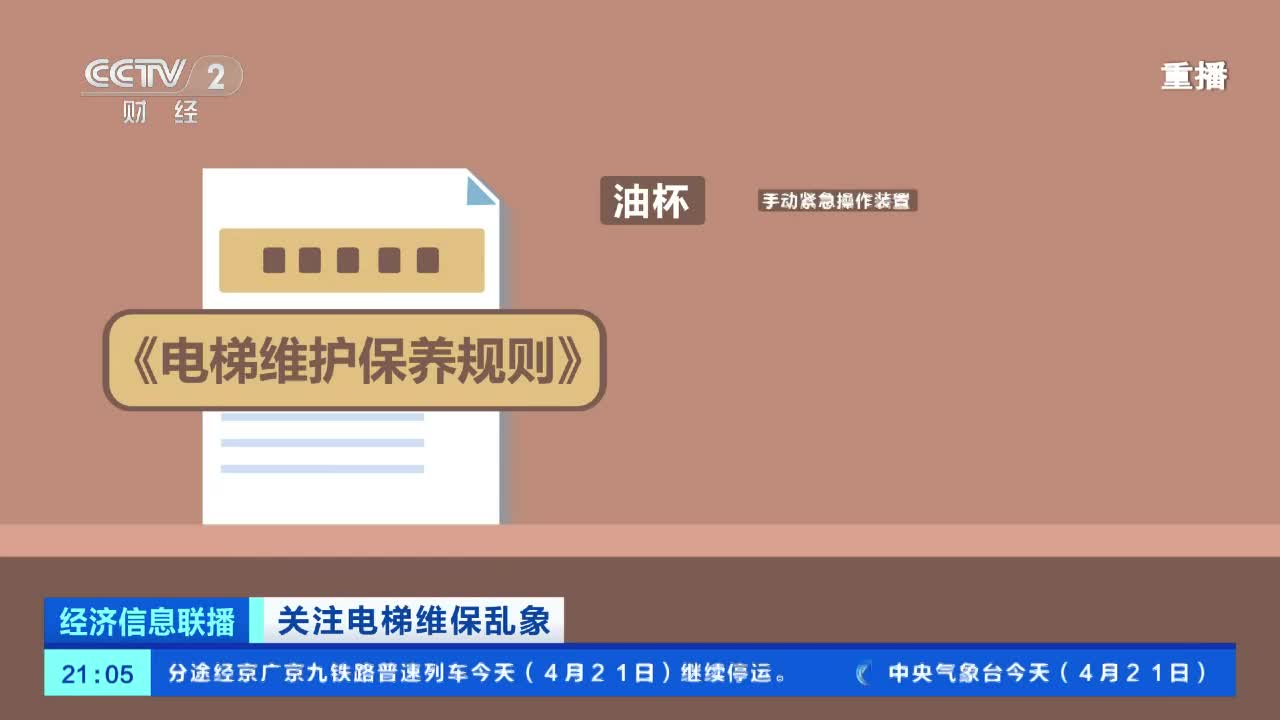 CCTV 2
财经
重播
油杯
手动紧急操作装置
《电梯维护保养规则》
经济信息联播
关注电梯维保乱象
21:05
分途经京广京九铁路普速列车今天（4月21日）继续停运。
中央气象台今天（4月21日）